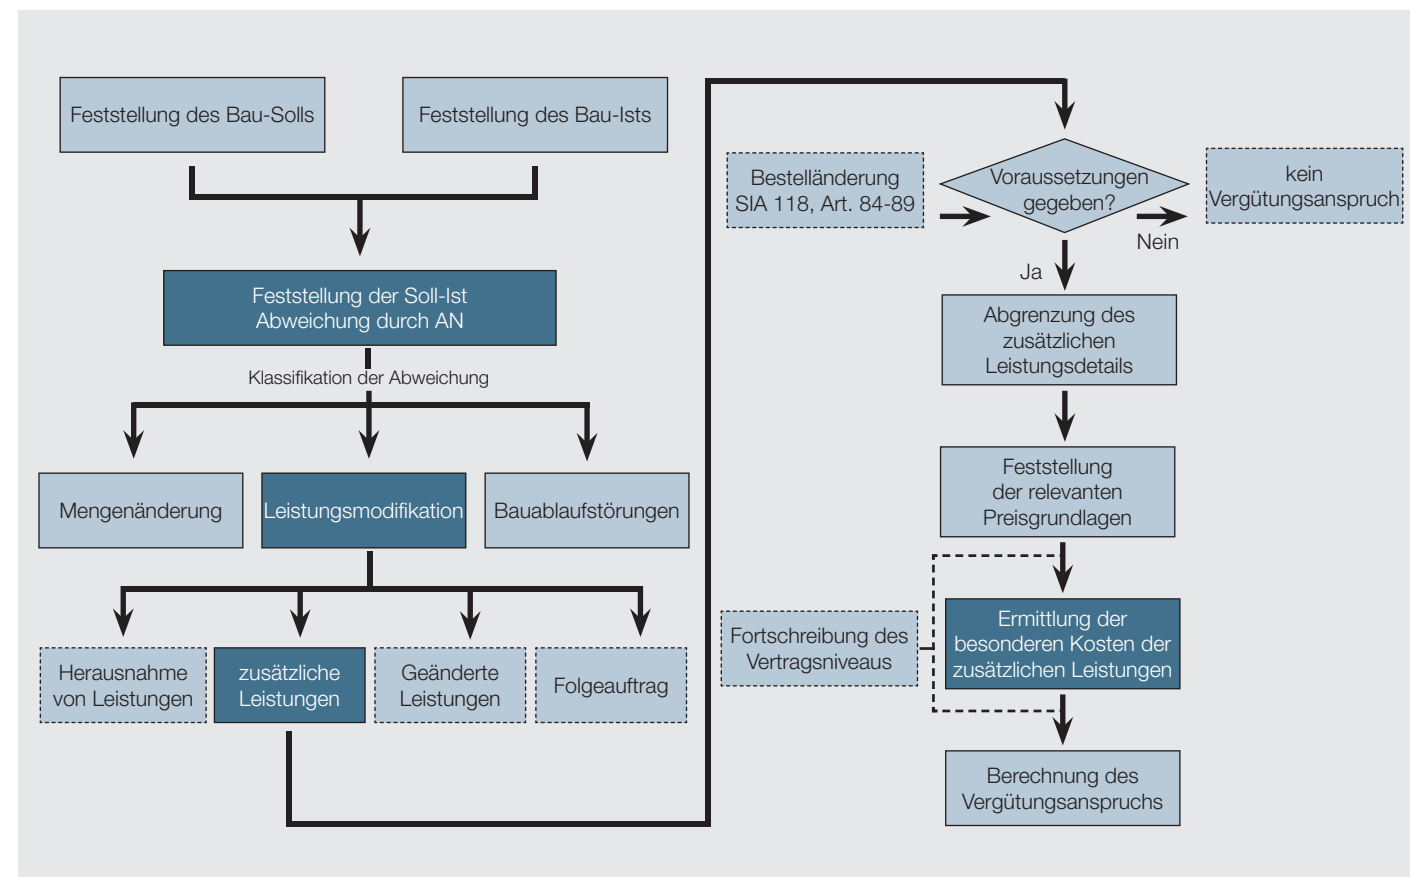 Feststellung des Bau-Solls
Feststellung des Bau-Ists
Feststellung der Soll-Ist
Abweichung durch AN
Klassifikation der Abweichung
Mengenänderung
Leistungsmodifikation
Bauablaufstörungen
Herausnahme
von Leistungen
zusätzliche
Leistungen
Geänderte
Leistungen
Folgeauftrag
Bestelländerung
SIA 118, Art. 84-89
Voraussetzungen
gegeben?
kein
Vergütungsanspruch
Nein
Ja
Abgrenzung des
zusätzlichen
Leistungsdetails
Feststellung
der relevanten
Preisgrundlagen
Fortschreibung des
Vertragsniveaus
Ermittlung der
besonderen Kosten der
zusätzlichen Leistungen
Berechnung des
Vergütungsanspruchs